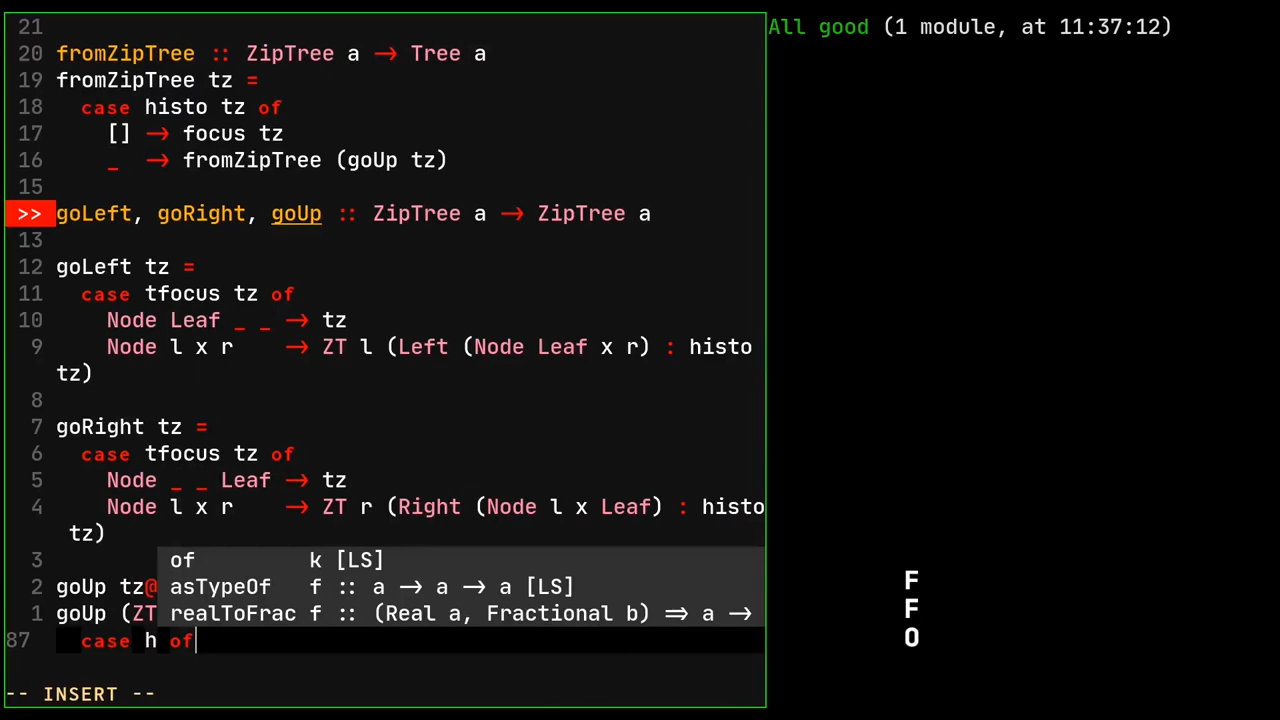 21
20 fromZipTree :: ZipTree a → Tree a
19 fromZipTree tz =
18   case histo tz of
17     [] → focus tz
16     _  → fromZipTree (goUp tz)
15
>> goLeft, goRight, goUp :: ZipTree a → ZipTree a
13
12 goLeft tz =
11   case tfocus tz of
10     Node Leaf _ _ → tz
9     Node l x r    → ZT l (Left (Node Leaf x r) : histo
tz)
8
7 goRight tz =
6   case tfocus tz of
5     Node _ _ Leaf → tz
4     Node l x r    → ZT r (Right (Node l x Leaf) : histo
tz)
3
of k [LS]
2 goUp tz@
asTypeOf f :: a → a → a [LS]
1 goUp (ZT
realToFrac f :: (Real a, Fractional b) ⇒ a →
87   case h of
-- INSERT --
All good (1 module, at 11:37:12)
F
F
O